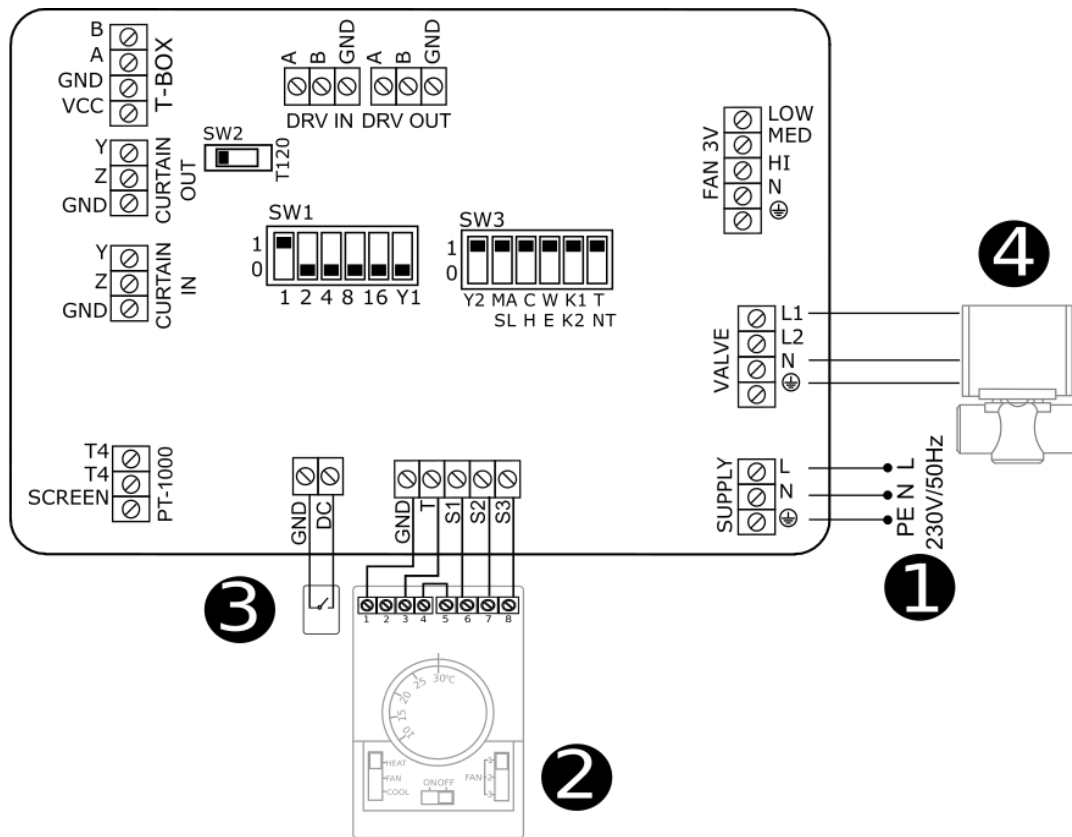 B
A
GND
VCC
T-BOX
A
B
GND
A
B
GND
DRV IN
DRV OUT
SW2
T120
Y
Z
GND
CURTAIN
OUT
Y
Z
GND
CURTAIN
IN
SW1
1
0
1 2 4 8 16 Y1
SW3
1
0
Y2 MA C W K1 T
SL H E K2 NT
FAN 3V
LOW
MED
HI
N
4
VALVE
L1
L2
N
T4
T4
SCREEN
PT-1000
GND
DC
GND
T
S1
S2
S3
SUPPLY
L
N
L
N
PE
230V/50Hz
1
3
1 2 3 4 5 6 7 8
10
15
20
25
30°C
HEAT
FAN
COOL
ONOFF
FAN
1
2
3
2